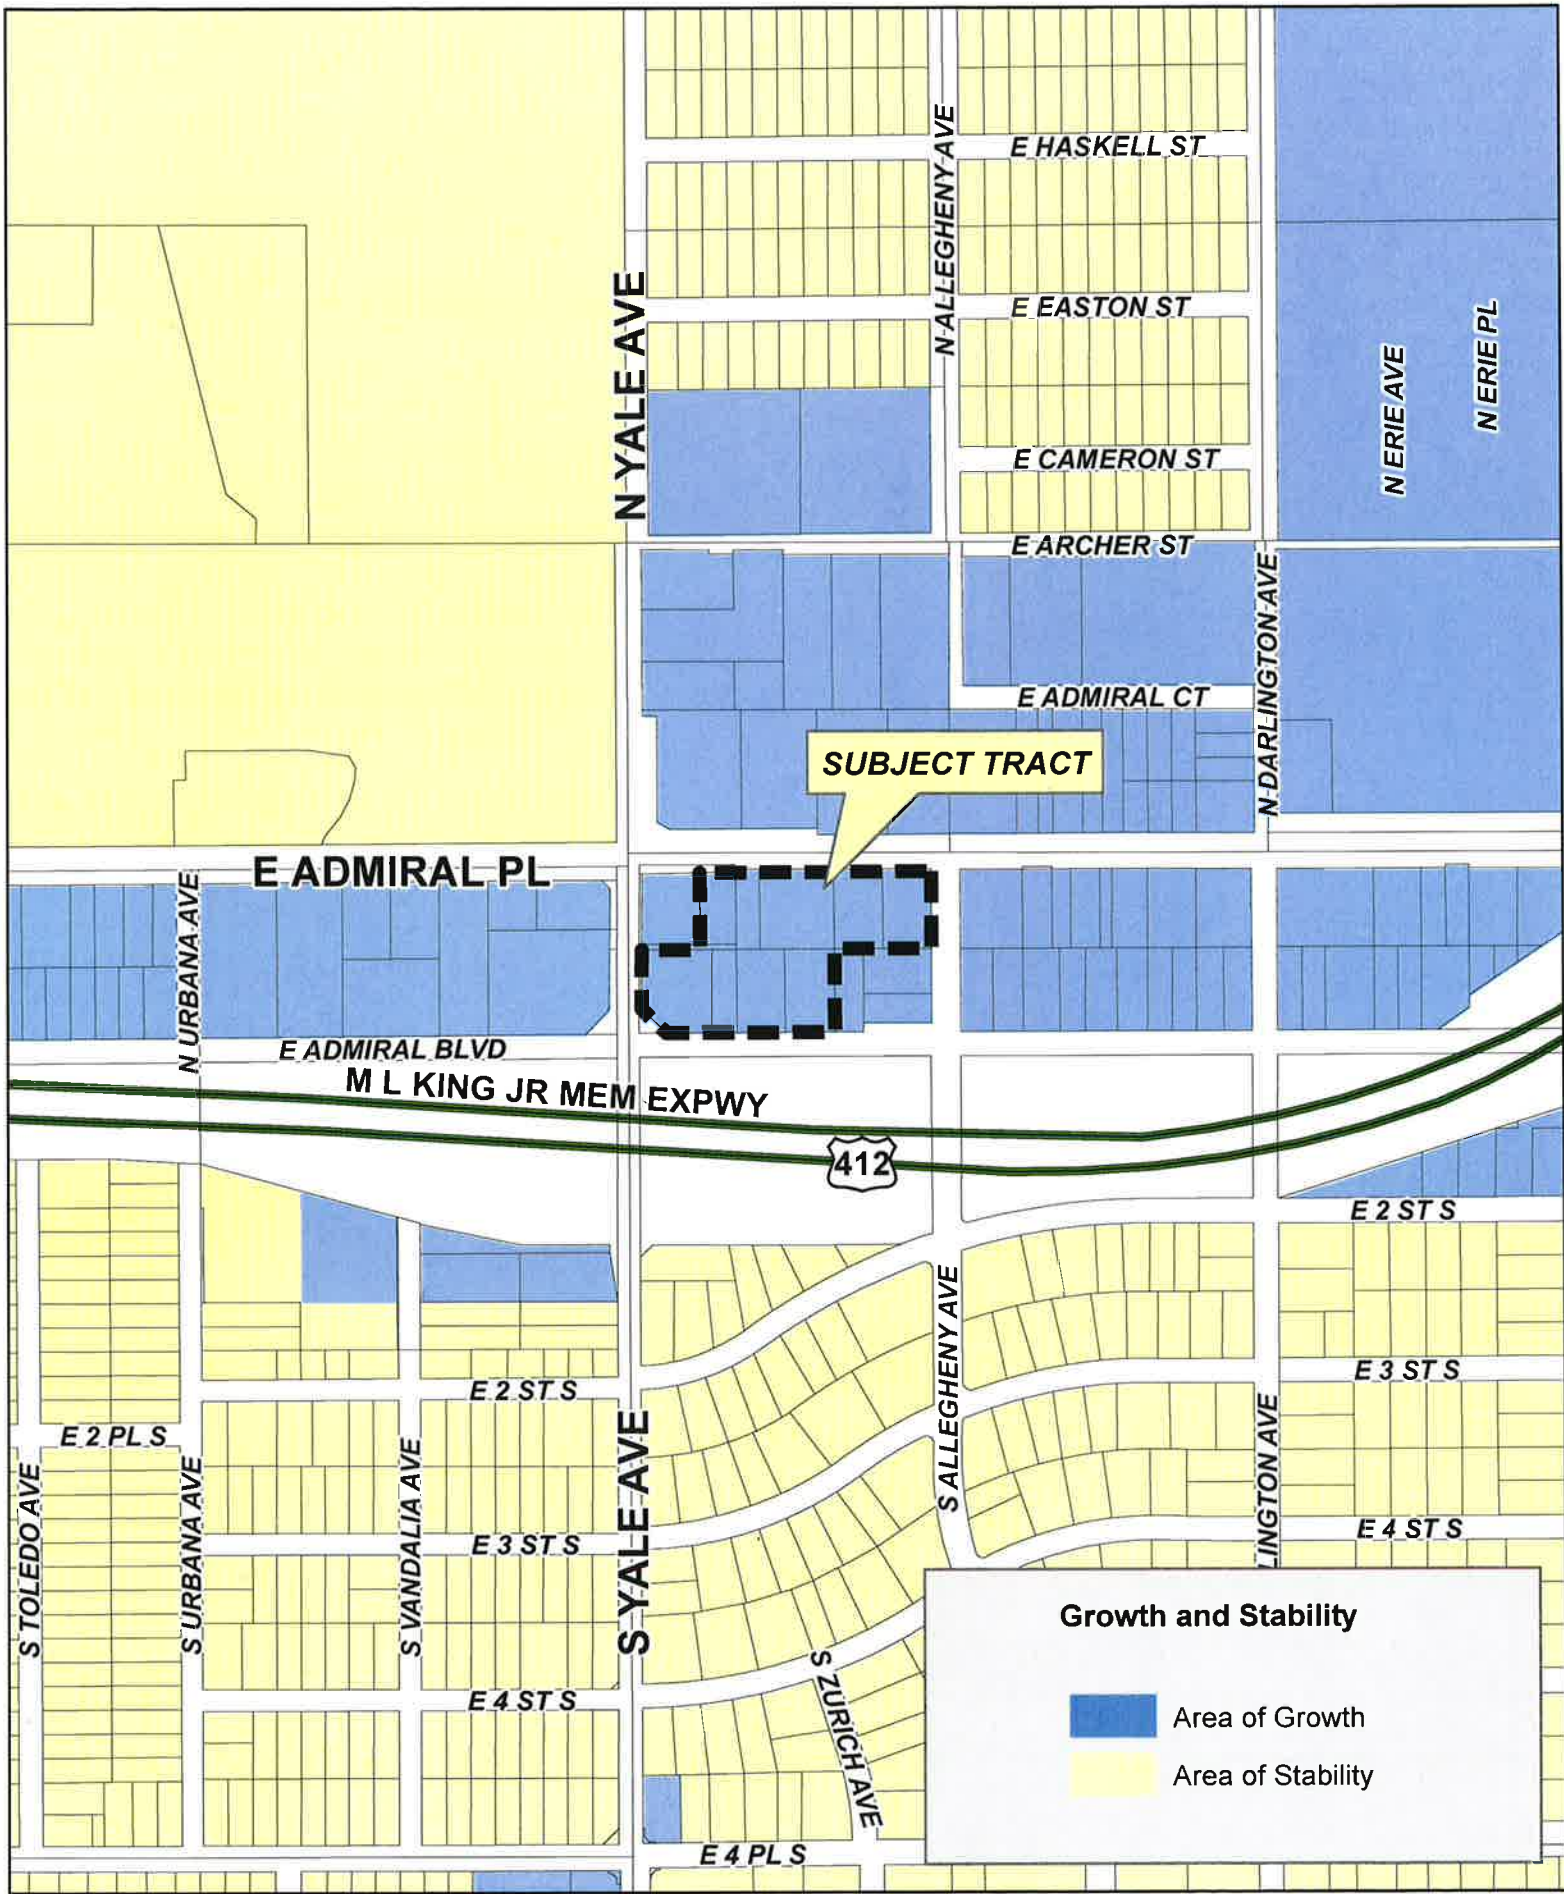 E HASKELL ST
N ALLEGHENY AVE
E EASTON ST
N YALE AVE
N ERIE AVE
N ERIE PL
E CAMERON ST
E ARCHER ST
N DARLINGTON AVE
E ADMIRAL CT
SUBJECT TRACT
E ADMIRAL PL
N URBANA AVE
E ADMIRAL BLVD
M L KING JR MEM EXPWY
412
E 2 ST S
S ALLEGHENY AVE
E 3 ST S
E 2 ST S
E 2 PL S
S TOLEDO AVE
S URBANA AVE
S VANDALIA AVE
S YALE AVE
LINGTON AVE
E 3 ST S
E 4 ST S
E 4 ST S
S ZURICH AVE
E 4 PL S
Growth and Stability
Area of Growth
Area of Stability